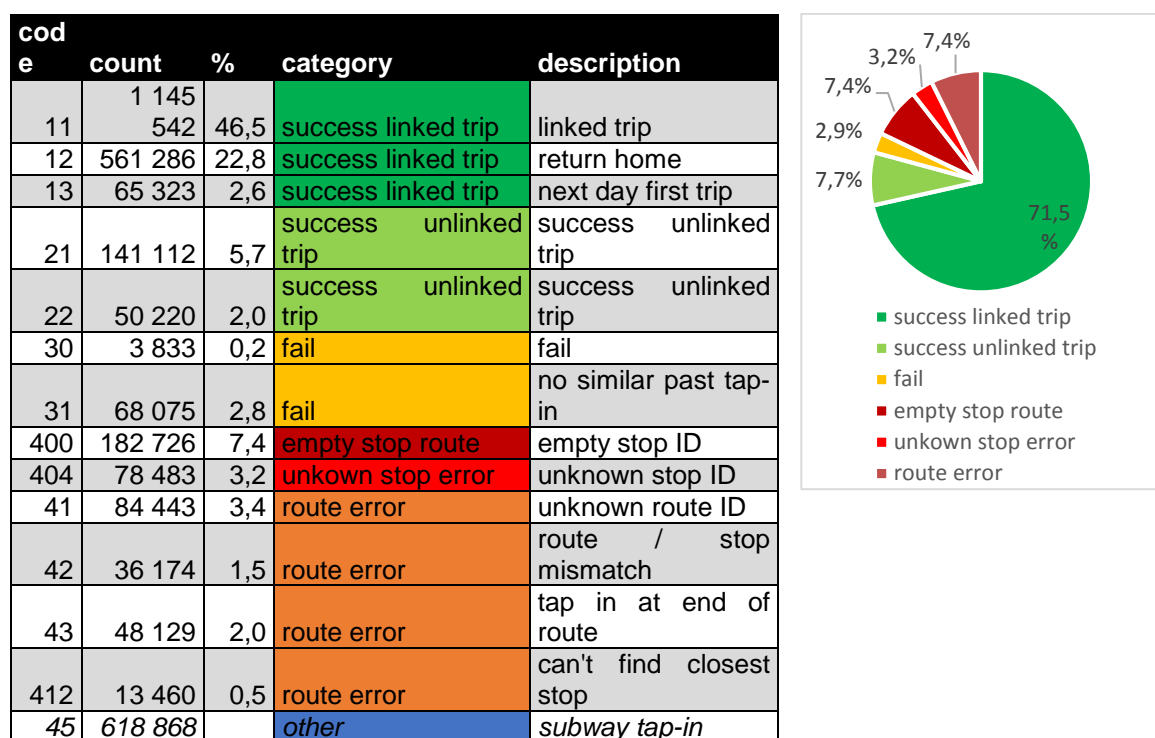 cod
e count % category description
1 145
11 542 46,5 success linked trip linked trip
12 561 286 22,8 success linked trip return home
13 65 323 2,6 success linked trip next day first trip
success unlinked success unlinked
21 141 112 5,7 trip trip
success unlinked success unlinked
22 50 220 2,0 trip trip
30 3 833 0,2 fail fail
no similar past tap-
31 68 075 2,8 fail in
400 182 726 7,4 empty stop route empty stop ID
404 78 483 3,2 unkown stop error unknown stop ID
41 84 443 3,4 route error unknown route ID
route / stop
42 36 174 1,5 route error mismatch
tap in at end of
43 48 129 2,0 route error route
can't find closest
412 13 460 0,5 route error stop
45 618 868 other subway tap-in
7,4%
3,2%
7,4%
2,9%
7,7%
71,5
%
success linked trip
success unlinked trip
fail
empty stop route
unkown stop error
route error